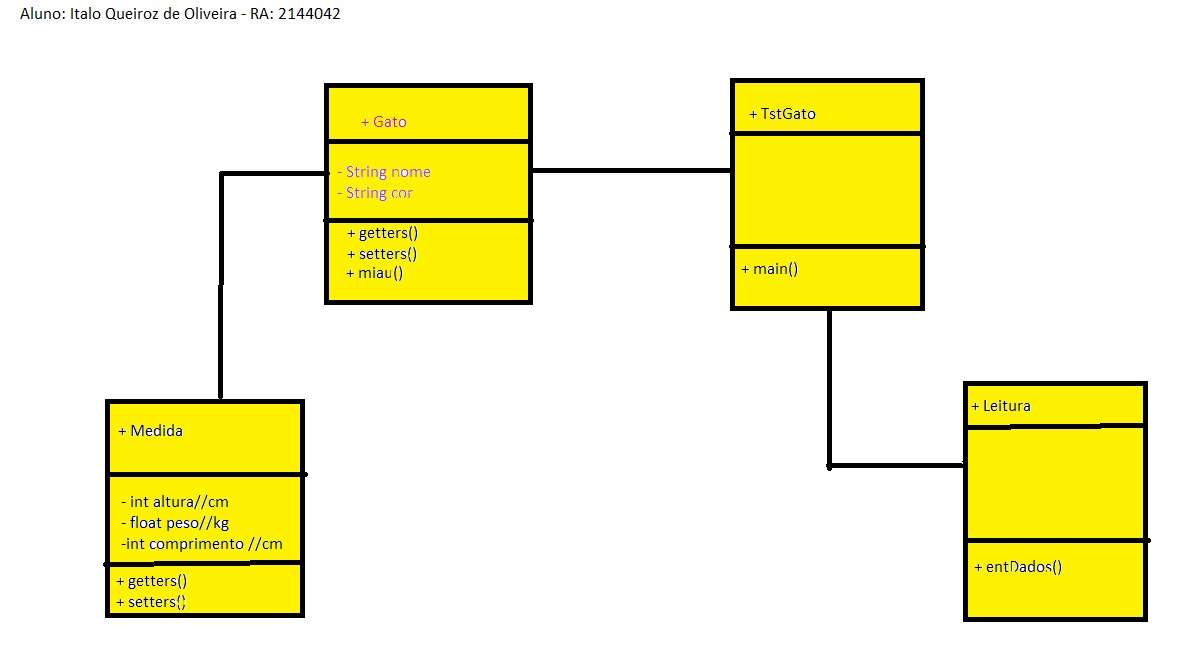 Aluno: Italo Queiroz de Oliveira - RA: 2144042
+ Gato
- String nome
- String cor
+ getters()
+ setters()
+ miau()
+ TstGato
+ main()
+ Medida
- int altura//cm
- float peso//kg
-int comprimento //cm
+ getters()
+ setters()
+ Leitura
+ entDados()